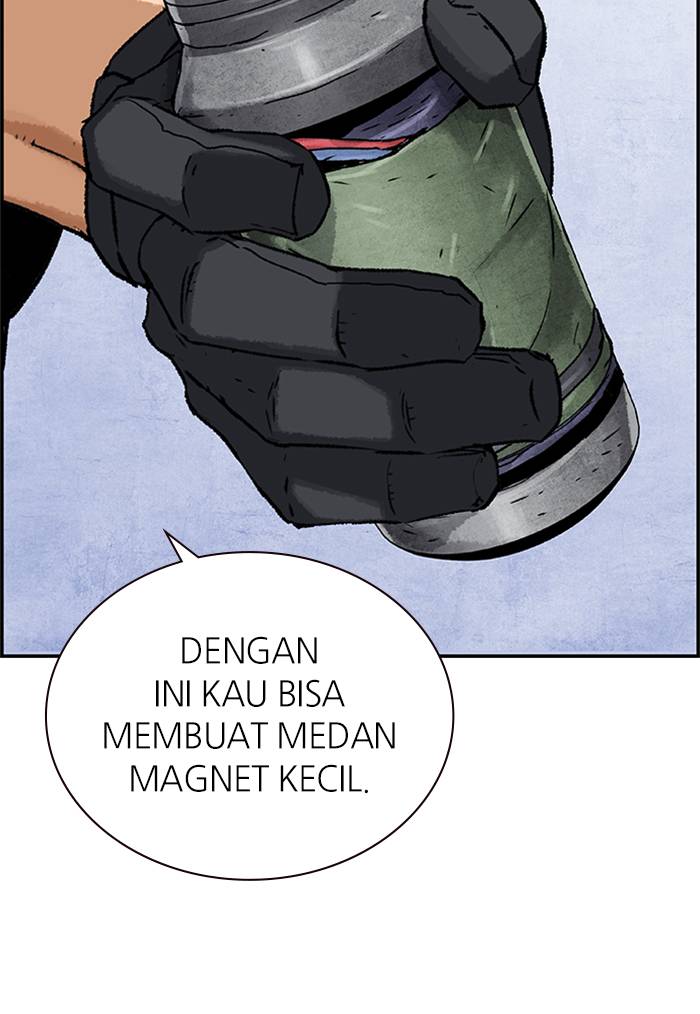 DENGAN
INI KAU BISA
MEMBUAT MEDAN
MAGNET KECIL.